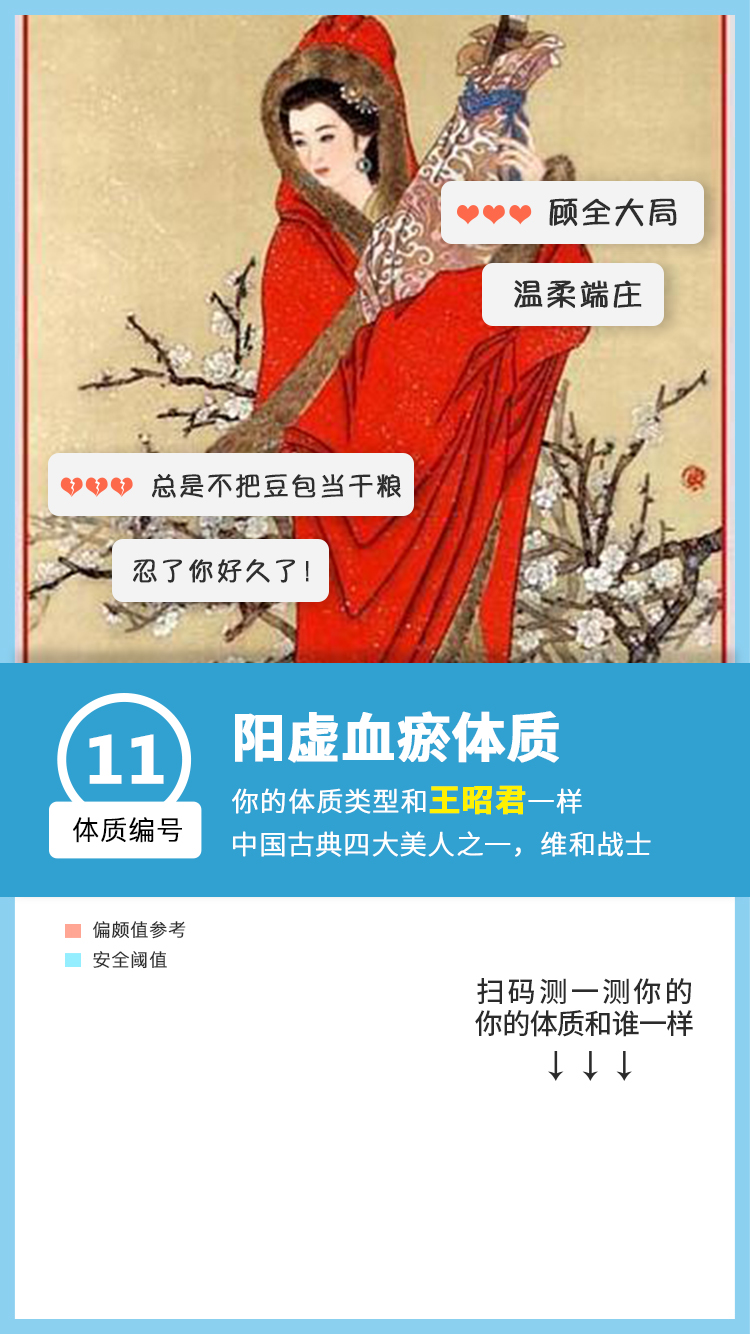 顾全大局
温柔端庄
总是不把豆包当干粮
忍了你好久了!
11
体质编号
阳虚血瘀体质
你的体质类型和王昭君一样
中国古典四大美人之一，维和战士
偏颇值参考
安全阈值
扫码测一测你的
你的体质和谁一样
↓ ↓ ↓